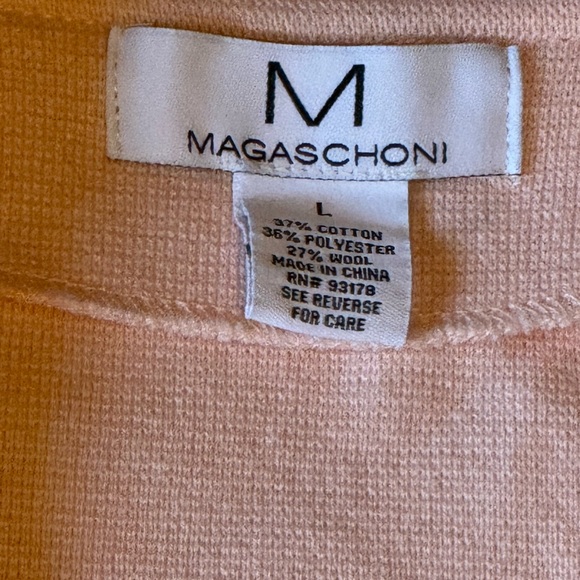 M
MAGASCHONI
L
37% COTTON
36% POLYESTER
27% WOOL
MADE IN CHINA
RN# 93178
SEE REVERSE
FOR CARE